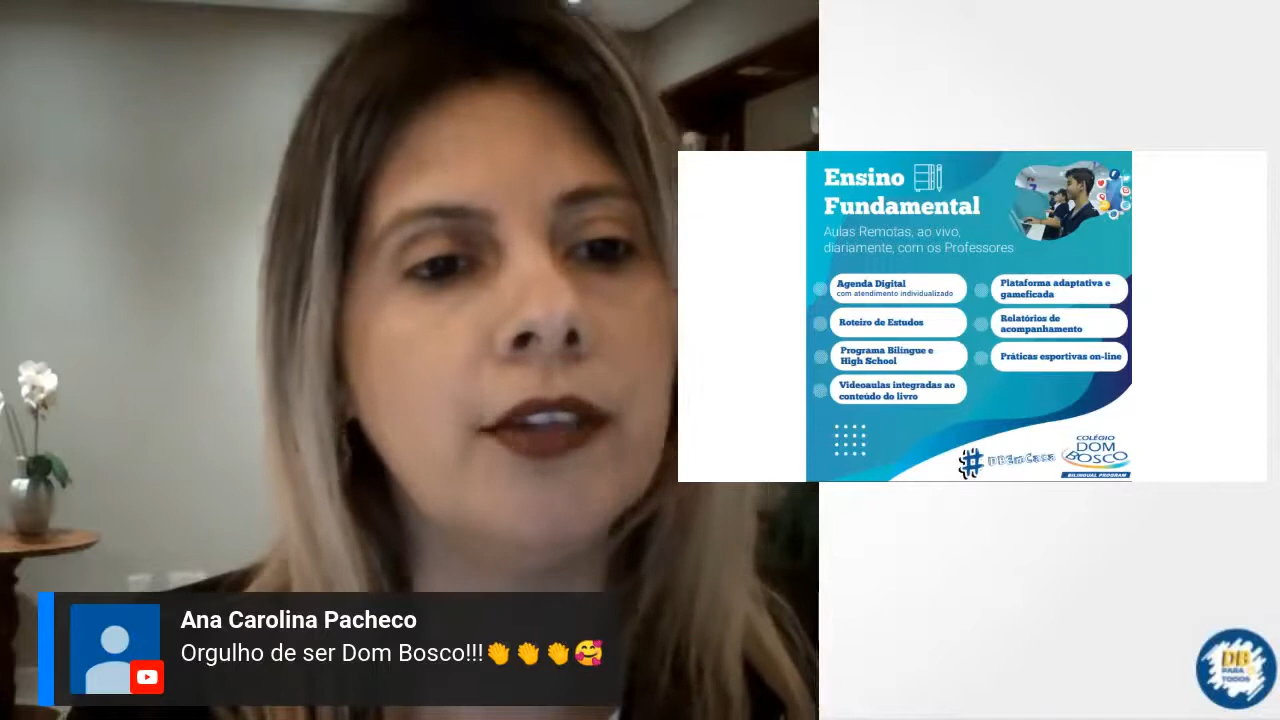 Ensino
Fundamental
Aulas Remotas, ao vivo,
diariamente, com os Professores
Agenda Digital
com atendimento individualizado
Roteiro de Estudos
Programa Bilíngue e
High School
Videoaulas integradas ao
conteúdo do livro
Plataforma adaptativa e
gameficada
Relatórios de
acompanhamento
Práticas esportivas on-line
#DBEmCasa
COLÉGIO
DOM
BOSCO
BILINGUAL PROGRAM
Ana Carolina Pacheco
Orgulho de ser Dom Bosco!!!👏👏👏🥰
DB
PARA
TODOS